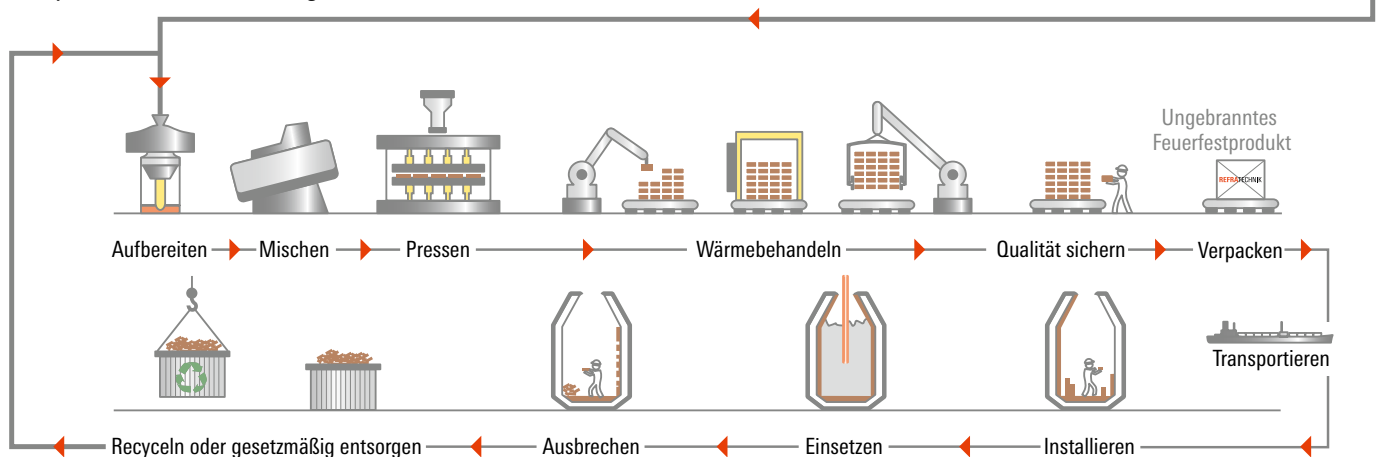 Ungebranntes
Feuerfestprodukt
REFRATECHNIK
Aufbereiten
Mischen
Pressen
Wärmebehandeln
Qualität sichern
Verpacken
Transportieren
Recyceln oder gesetzmäßig entsorgen
Ausbrechen
Einsetzen
Installieren